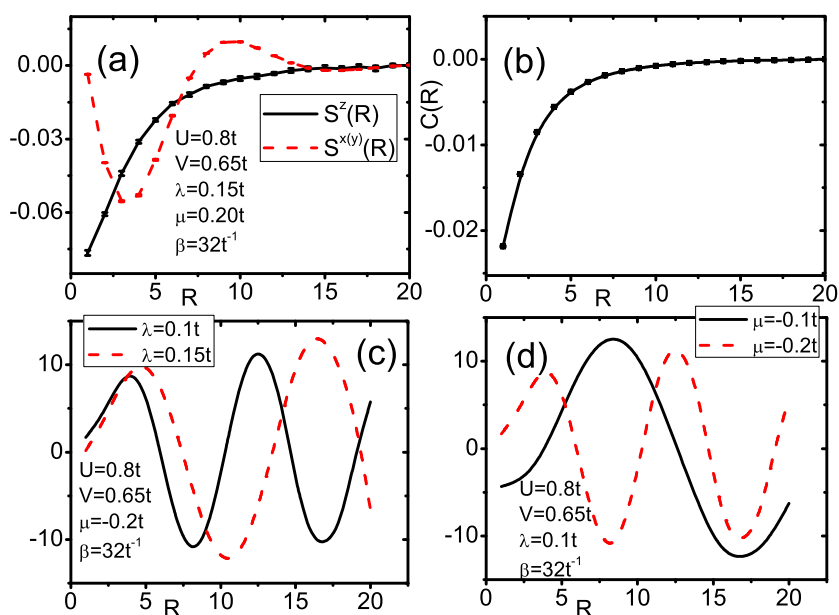 (a)
0.00
-0.03
-0.06
S^z(R)
S^x(y)(R)
U=0.8t
V=0.65t
λ=0.15t
μ=0.20t
β=32t^-1
0 5 10 15 20
R
(b)
C(R)
0.00
-0.01
-0.02
0 5 10 15 20
R
λ=0.1t
λ=0.15t
(c)
10
0
-10
U=0.8t
V=0.65t
μ=-0.2t
β=32t^-1
0 5 10 15 20
R
μ=-0.1t
μ=-0.2t
(d)
10
0
-10
U=0.8t
V=0.65t
λ=0.1t
β=32t^-1
0 5 10 15 20
R